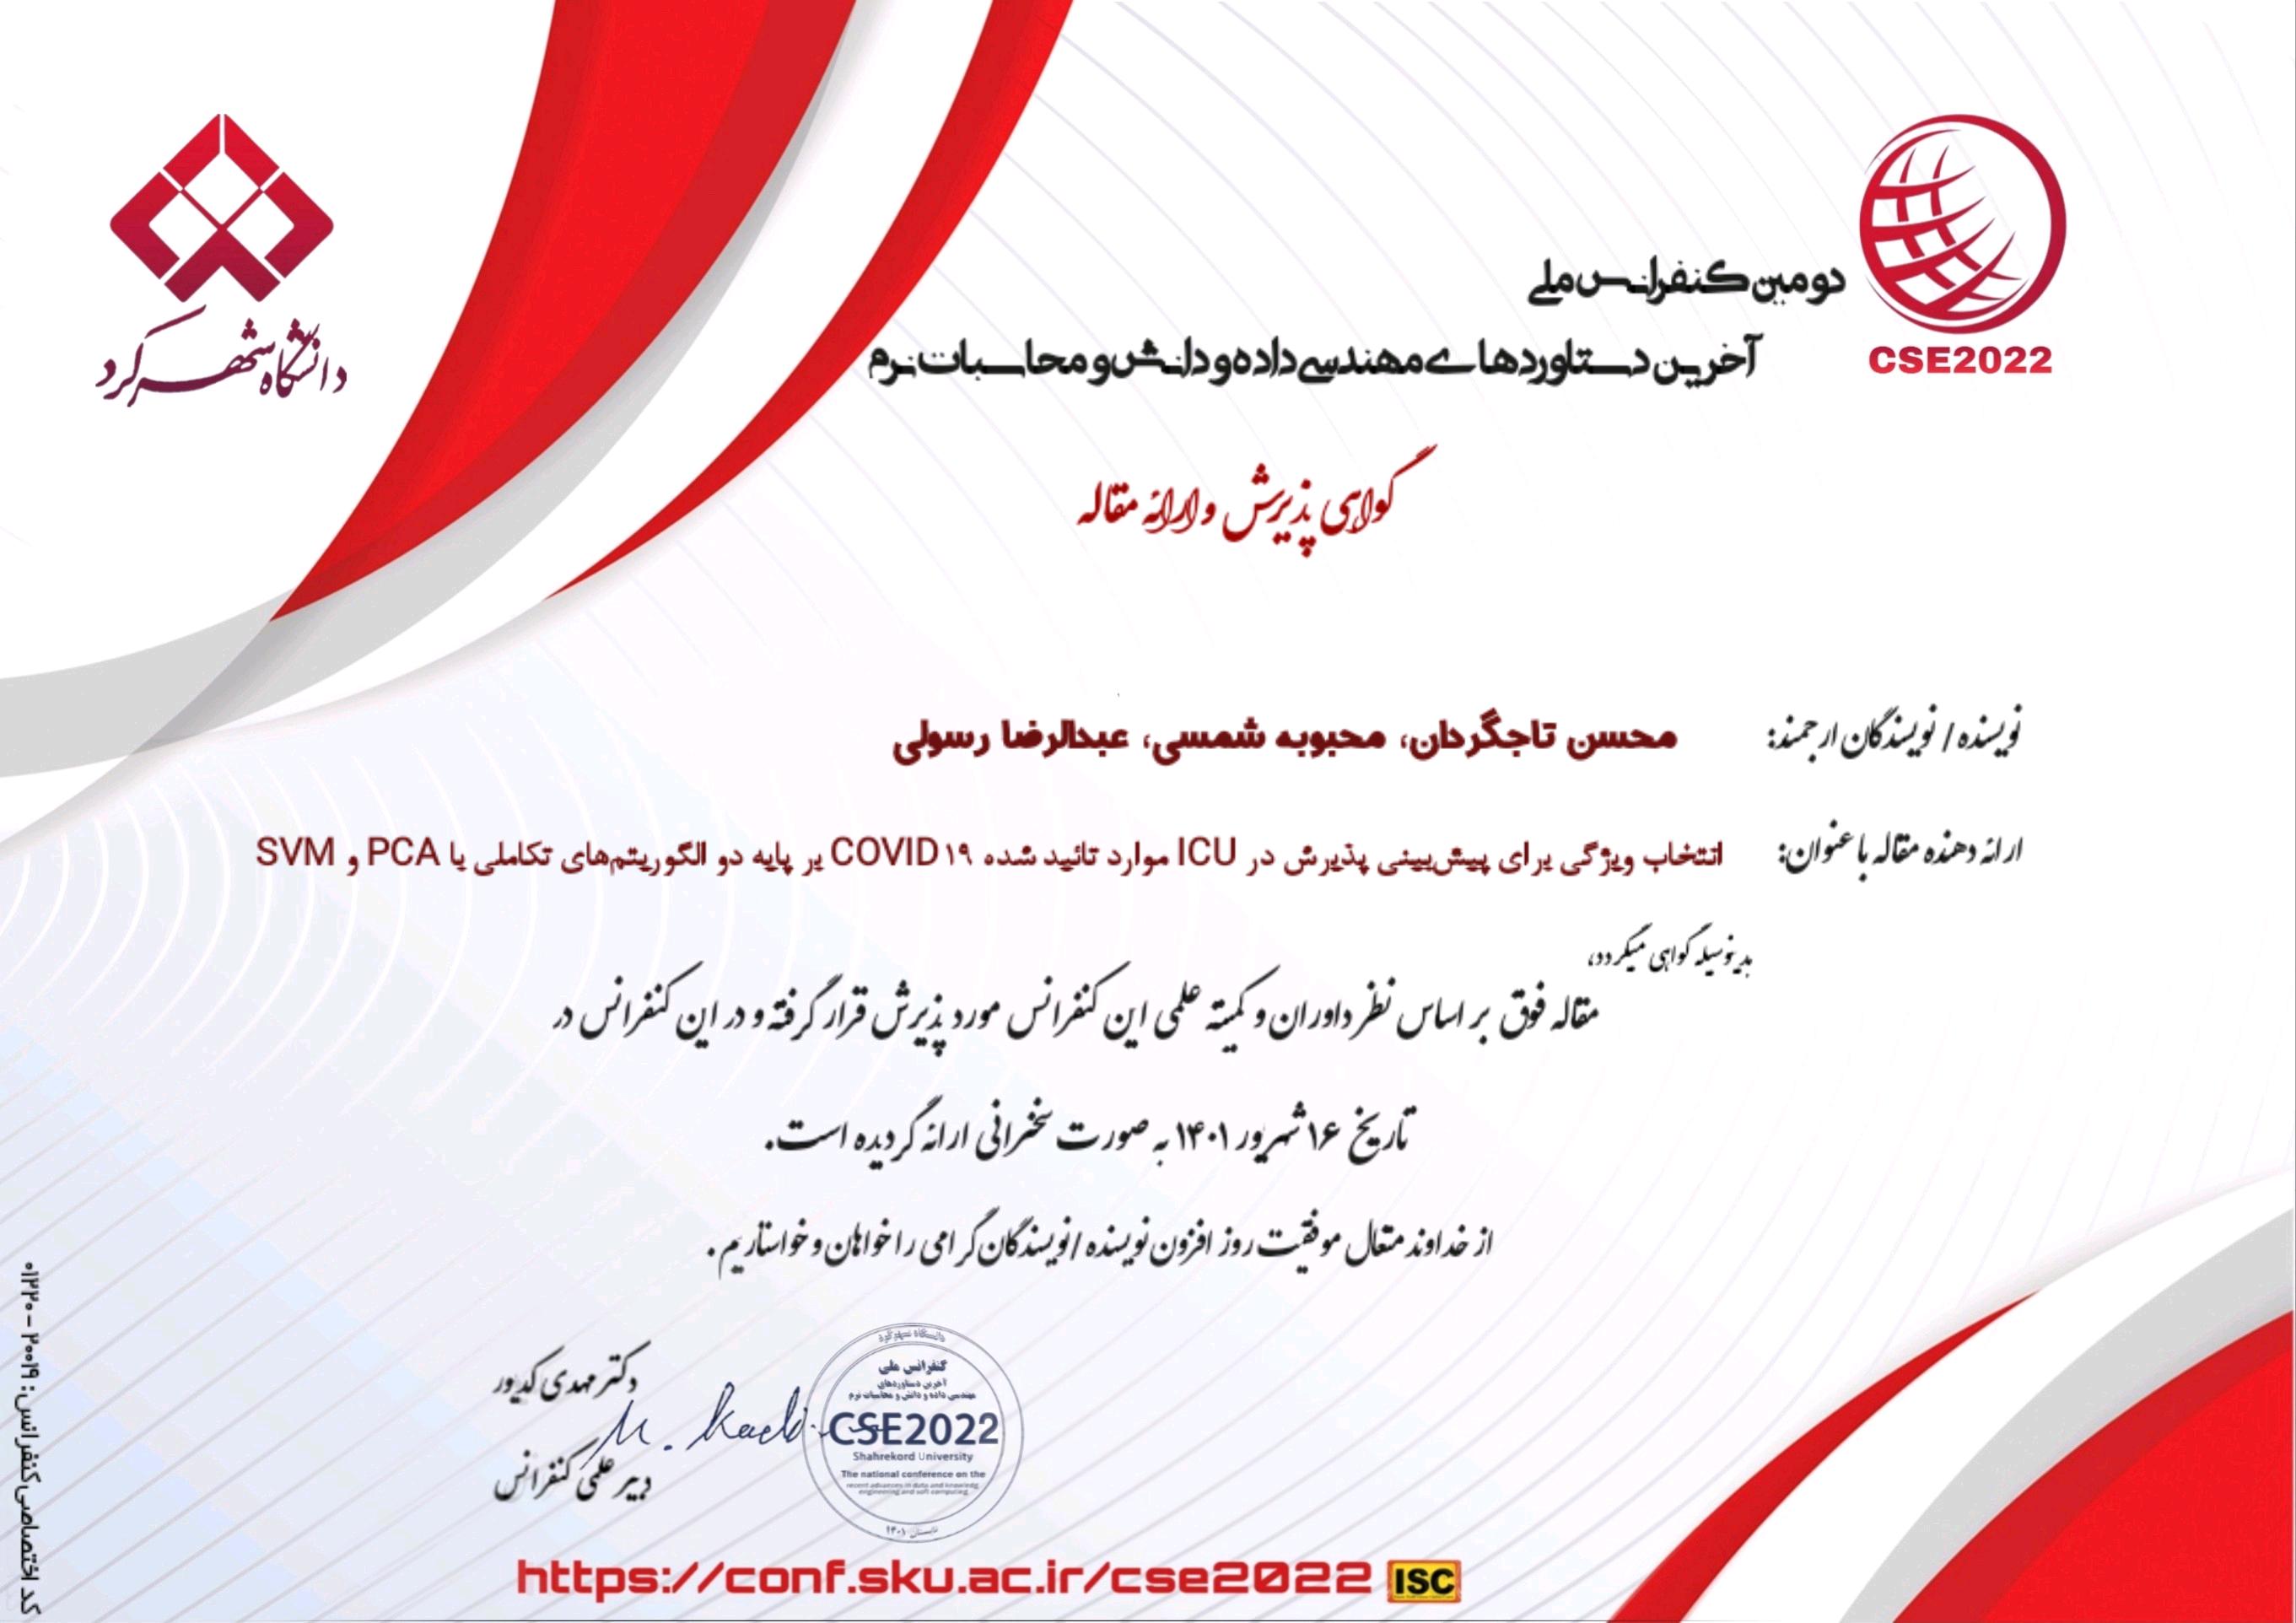 دانشگاه شهرکرد
CSE2022
دومین کنفرانس ملی
آخرین دستاوردهای مهندسی داده و دانش و محاسبات نرم
گواهی پذیرش و ارائه مقاله
نویسنده / نویسندگان ارجمند: محسن تاجگردان، محبوبه شمسی، عبدالرضا رسولی
ارائه دهنده مقاله با عنوان: انتخاب ویژگی برای پیش‌بینی پذیرش در ICU موارد تائید شده COVID۱۹ بر پایه دو الگوریتم‌های تکاملی با PCA و SVM
بدینوسیله گواهی میگردد،
مقاله فوق بر اساس نظر داوران و کمیته علمی این کنفرانس مورد پذیرش قرار گرفته و در این کنفرانس در
تاریخ ۱۶ شهریور ۱۴۰۱ به صورت سخنرانی ارائه گردیده است.
از خداوند متعال موفقیت روز افزون نویسنده /نویسندگان گرامی را خواهان و خواستاریم.
دکتر مهدی کدیور
دبیر علمی کنفرانس
دانشگاه شهرکرد
کنفرانس ملی
آخرین دستاوردهای
مهندسی داده و دانش و محاسبات نرم
CSE2022
Shahrekord University
The national conference on the
recent advances in data and knowledg
engineering and soft computing
تابستان ۱۴۰۱
https://conf.sku.ac.ir/cse2022 ISC
کد اختصاصی کنفرانس: ۲۰۰۱۹ - ۰۱۲۲۰